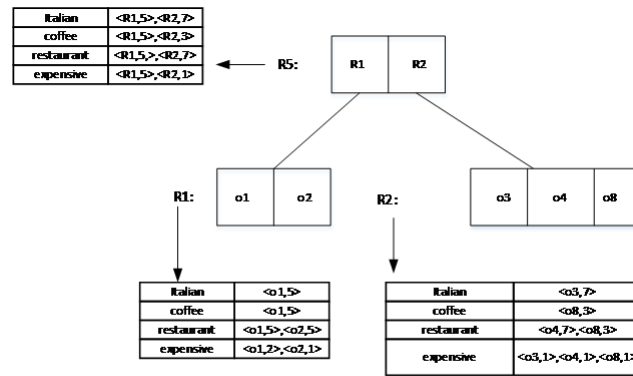 Italian <R1,5>,<R2,7>
coffee <R1,5>,<R2,3>
restaurant <R1,5,>,<R2,7>
expensive <R1,5>,<R2,1>
R5: R1 R2
R1: o1 o2 R2: o3 o4 o8
Italian <o1,5>
coffee <o1,5>
restaurant <o1,5>,<o2,5>
expensive <o1,2>,<o2,1>
Italian <o3,7>
coffee <o8,3>
restaurant <o4,7>,<o8,3>
expensive <o3,1>,<o4,1>,<o8,1>